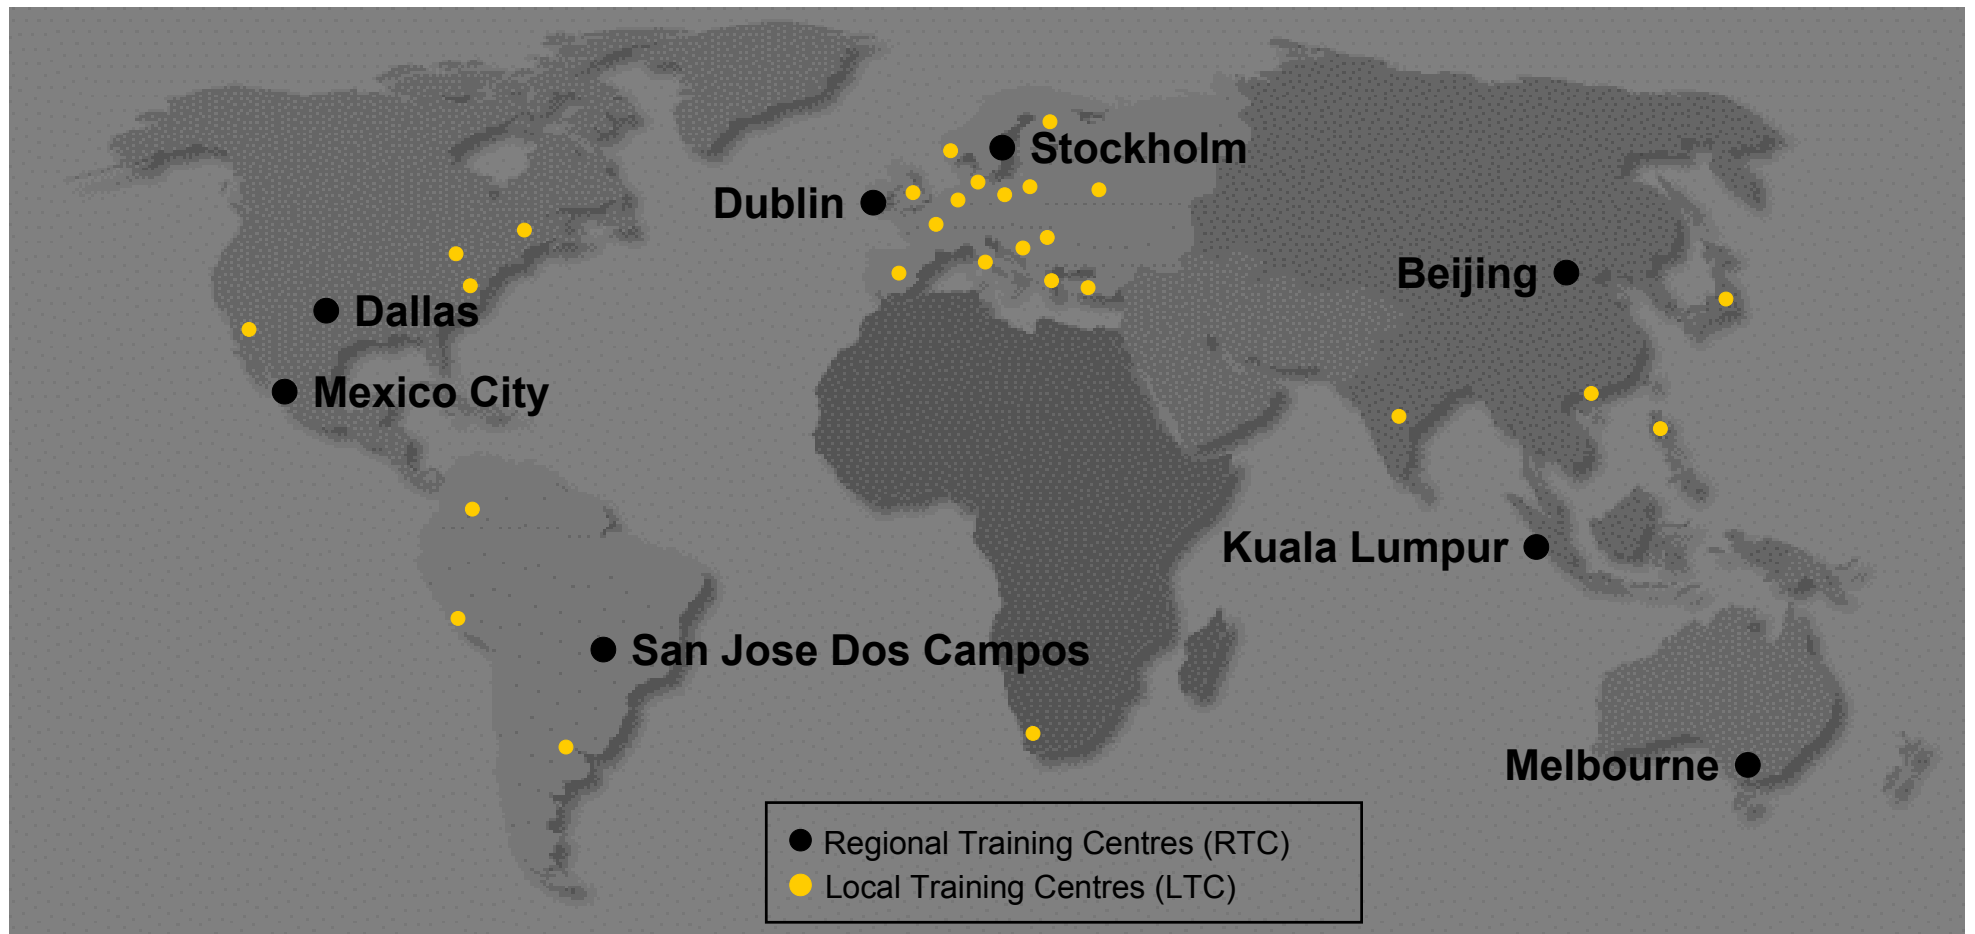 Stockholm
Dublin
Beijing
Dallas
Mexico City
Kuala Lumpur
San Jose Dos Campos
Melbourne
Regional Training Centres (RTC)
Local Training Centres (LTC)